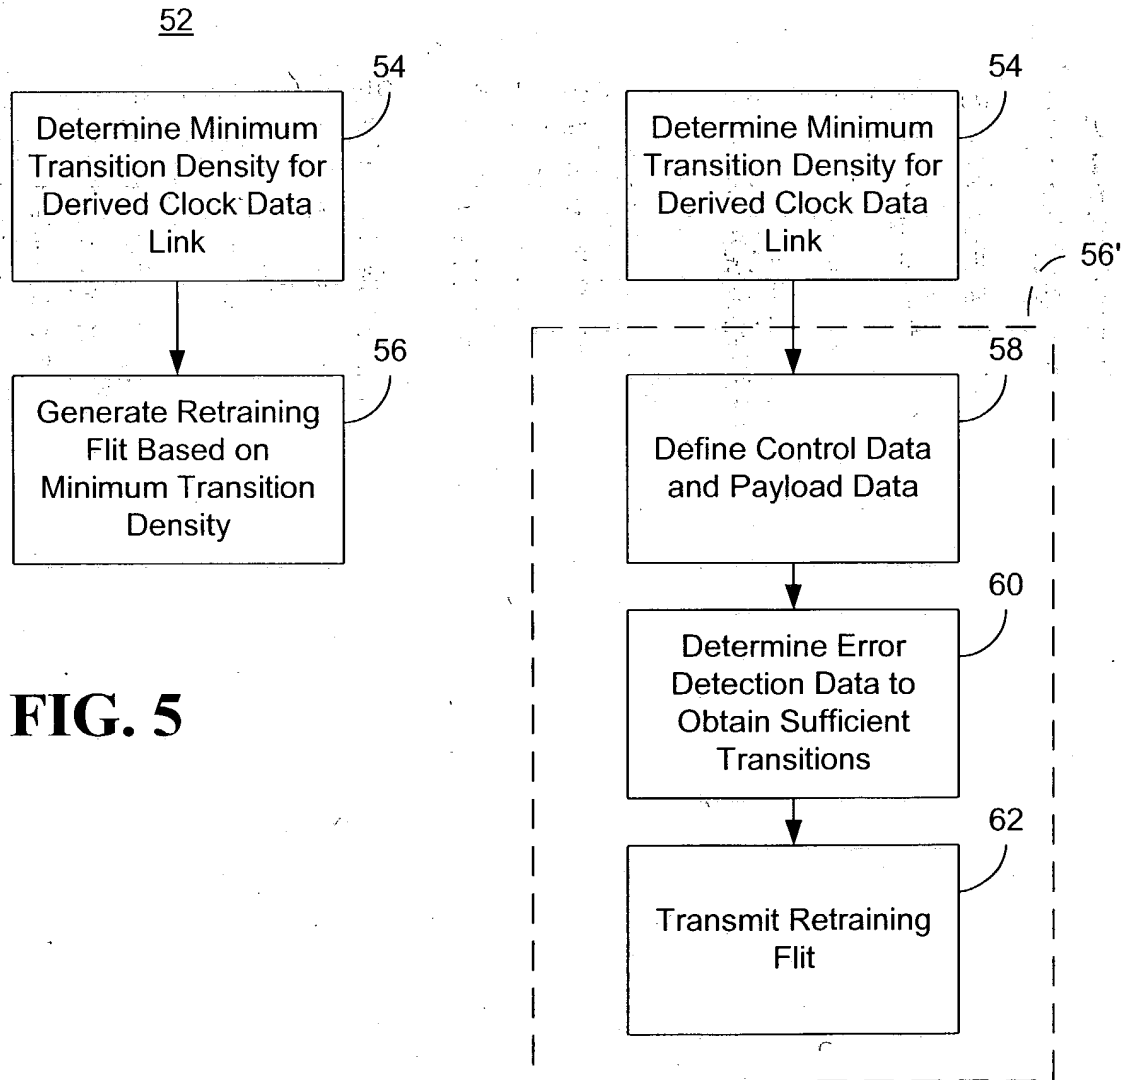 52
54
Determine Minimum
Transition Density for
Derived Clock Data
Link
56
Generate Retraining
Flit Based on
Minimum Transition
Density
FIG. 5
54
Determine Minimum
Transition Density for
Derived Clock Data
Link
56'
58
Define Control Data
and Payload Data
60
Determine Error
Detection Data to
Obtain Sufficient
Transitions
62
Transmit Retraining
Flit